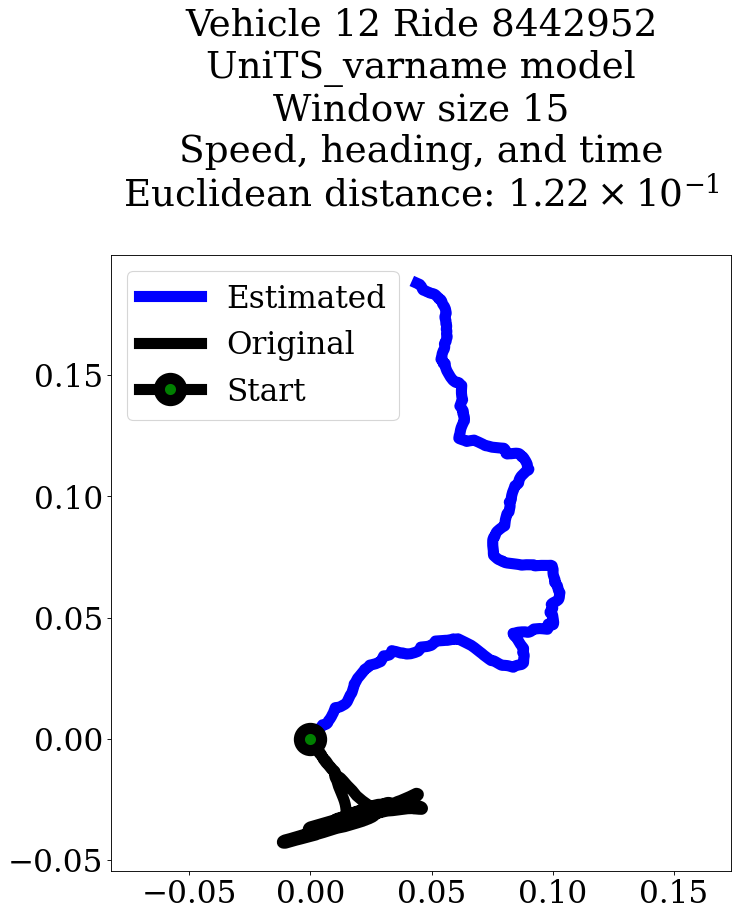 Vehicle 12 Ride 8442952
UniTS_varname model
Window size 15
Speed, heading, and time
Euclidean distance: 1.22 × 10⁻¹
Estimated
Original
Start
0.15
0.10
0.05
0.00
−0.05
−0.05 0.00 0.05 0.10 0.15